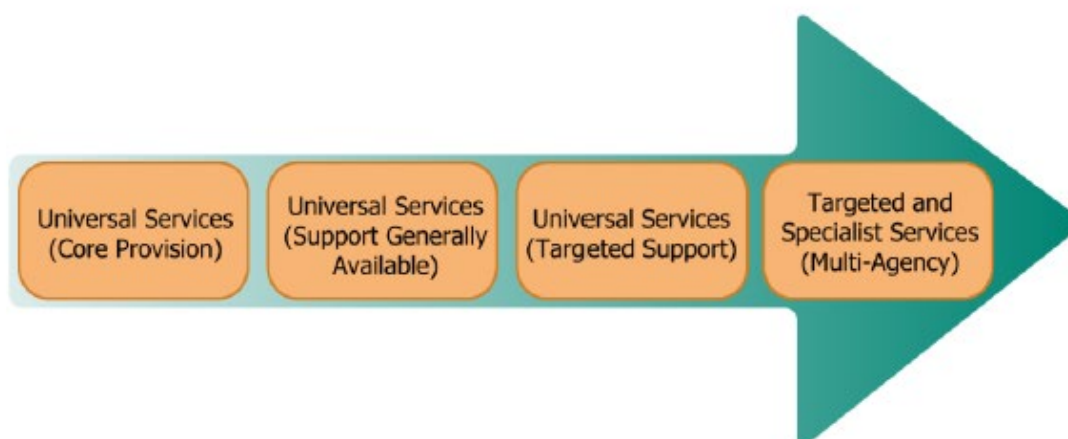 Universal Services
(Core Provision)
Universal Services
(Support Generally
Available)
Universal Services
(Targeted Support)
Targeted and
Specialist Services
(Multi-Agency)